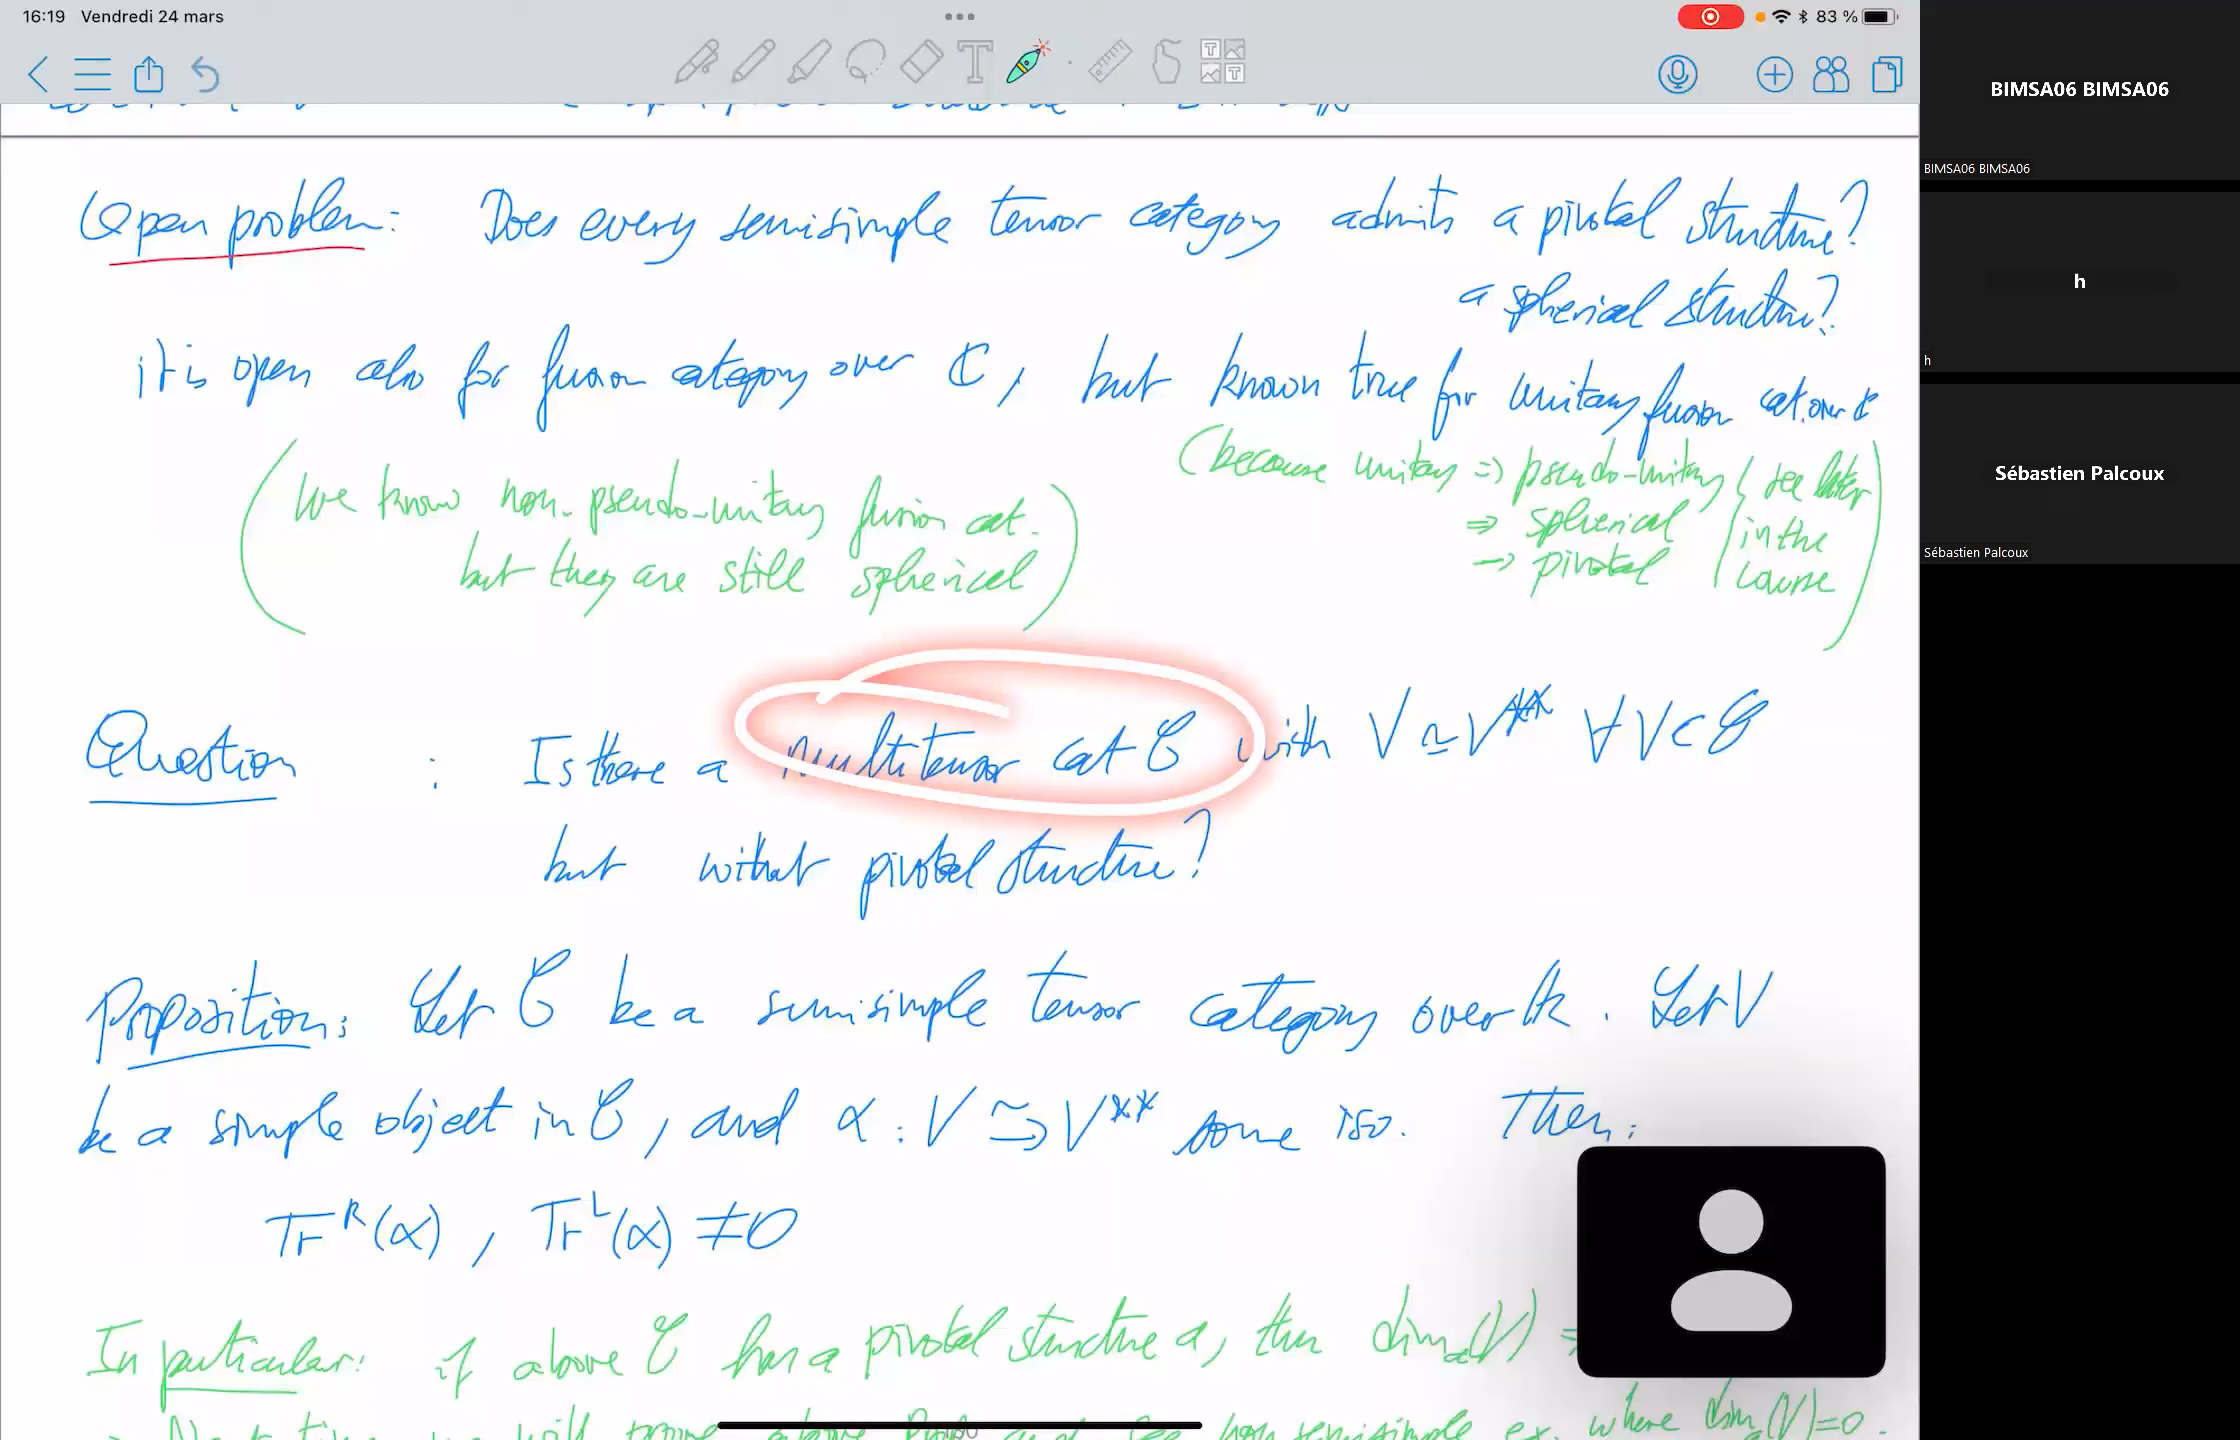 16:19 Vendredi 24 mars
83 %
Open problem: Does every semisimple tensor category admits a pivotal structure?
a spherical structure?
it is open also for fusion category over ℂ, but known true for unitary fusion cat. over ℂ
(because unitary ⇒ pseudo-unitary
⇒ spherical
⇒ pivotal
see later
in the
course)
(We know non-pseudo-unitary fusion cat.
but they are still spherical)
Question : Is there a multitensor cat 𝒞 with V ≃ V** ∀ V ∈ 𝒞
but without pivotal structure?
Proposition: Let 𝒞 be a semisimple tensor category over 𝕜. Let V
be a simple object in 𝒞, and α : V ⥲ V** some iso. Then:
Tr^R(α), Tr^L(α) ≠ 0
In particular: if above 𝒞 has a pivotal structure a, then dim_a(V)
where dim_a(V)=0.
BIMSA06 BIMSA06
BIMSA06 BIMSA06
h
h
Sébastien Palcoux
Sébastien Palcoux